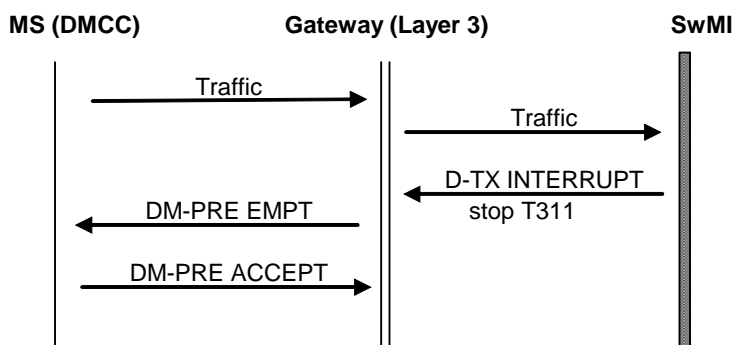 MS (DMCC) Gateway (Layer 3) SwMI
Traffic
Traffic
D-TX INTERRUPT
DM-PRE EMPT stop T311
DM-PRE ACCEPT